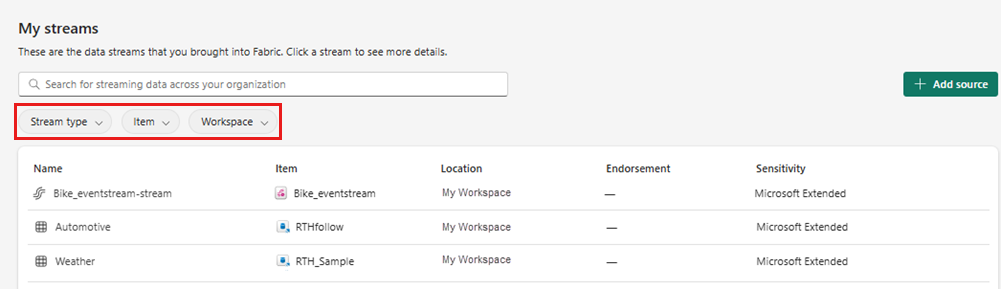 My streams
These are the data streams that you brought into Fabric. Click a stream to see more details.
Search for streaming data across your organization
Add source
Stream type Item Workspace
Name Item Location Endorsement Sensitivity
Bike_eventstream-stream Bike_eventstream My Workspace — Microsoft Extended
Automotive RTHfollow My Workspace — Microsoft Extended
Weather RTH_Sample My Workspace — Microsoft Extended